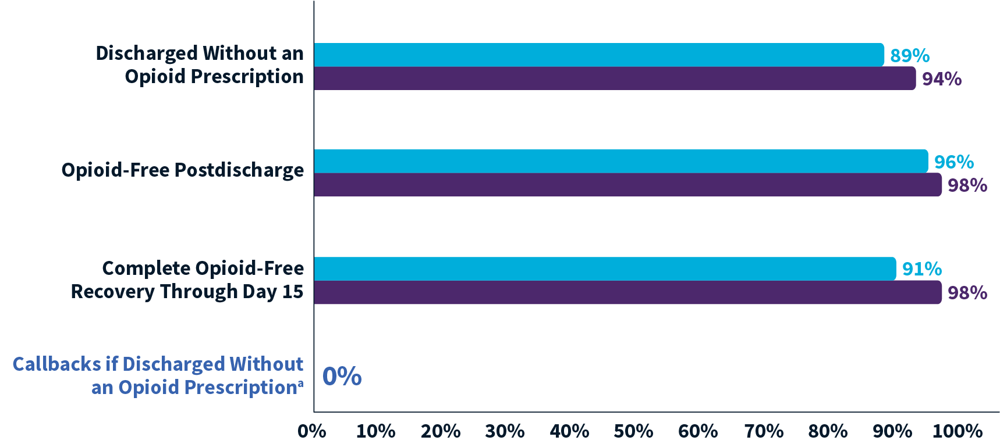 Discharged Without an
Opioid Prescription
89%
94%
Opioid-Free Postdischarge
96%
98%
Complete Opioid-Free
Recovery Through Day 15
91%
98%
Callbacks if Discharged Without
an Opioid Prescriptionᵃ
0%
0% 10% 20% 30% 40% 50% 60% 70% 80% 90% 100%